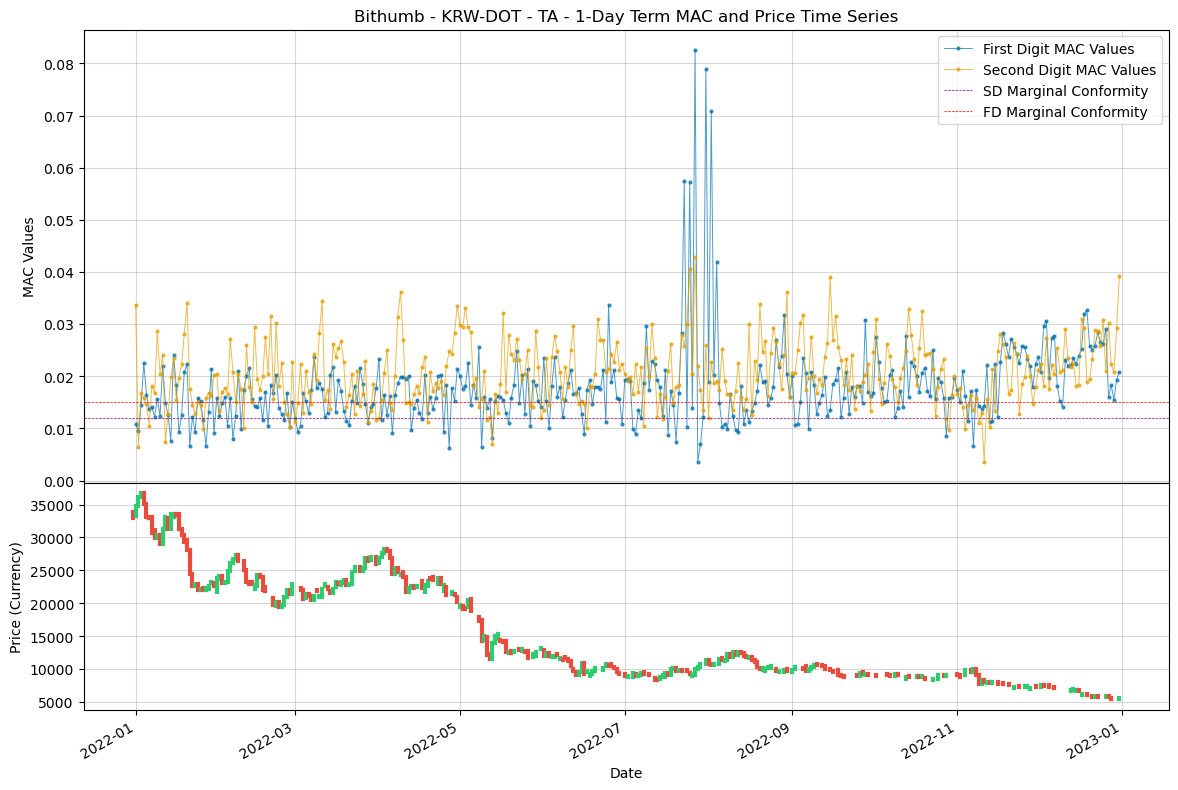 Bithumb - KRW-DOT - TA - 1-Day Term MAC and Price Time Series
First Digit MAC Values
Second Digit MAC Values
SD Marginal Conformity
FD Marginal Conformity
MAC Values
0.08
0.07
0.06
0.05
0.04
0.03
0.02
0.01
0.00
Price (Currency)
35000
30000
25000
20000
15000
10000
5000
2022-01
2022-03
2022-05
2022-07
2022-09
2022-11
2023-01
Date